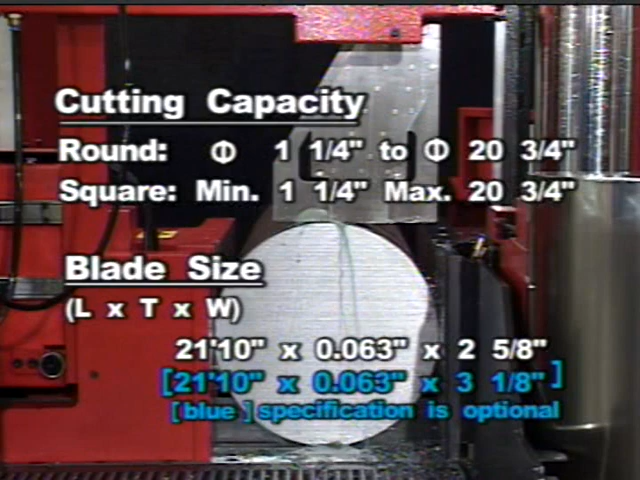 Cutting Capacity
Round: Φ 1 1/4" to Φ 20 3/4"
Square: Min. 1 1/4" Max. 20 3/4"
Blade Size
(L x T x W)
21'10" x 0.063" x 2 5/8"
[21'10" x 0.063" x 3 1/8"]
[blue] specification is optional